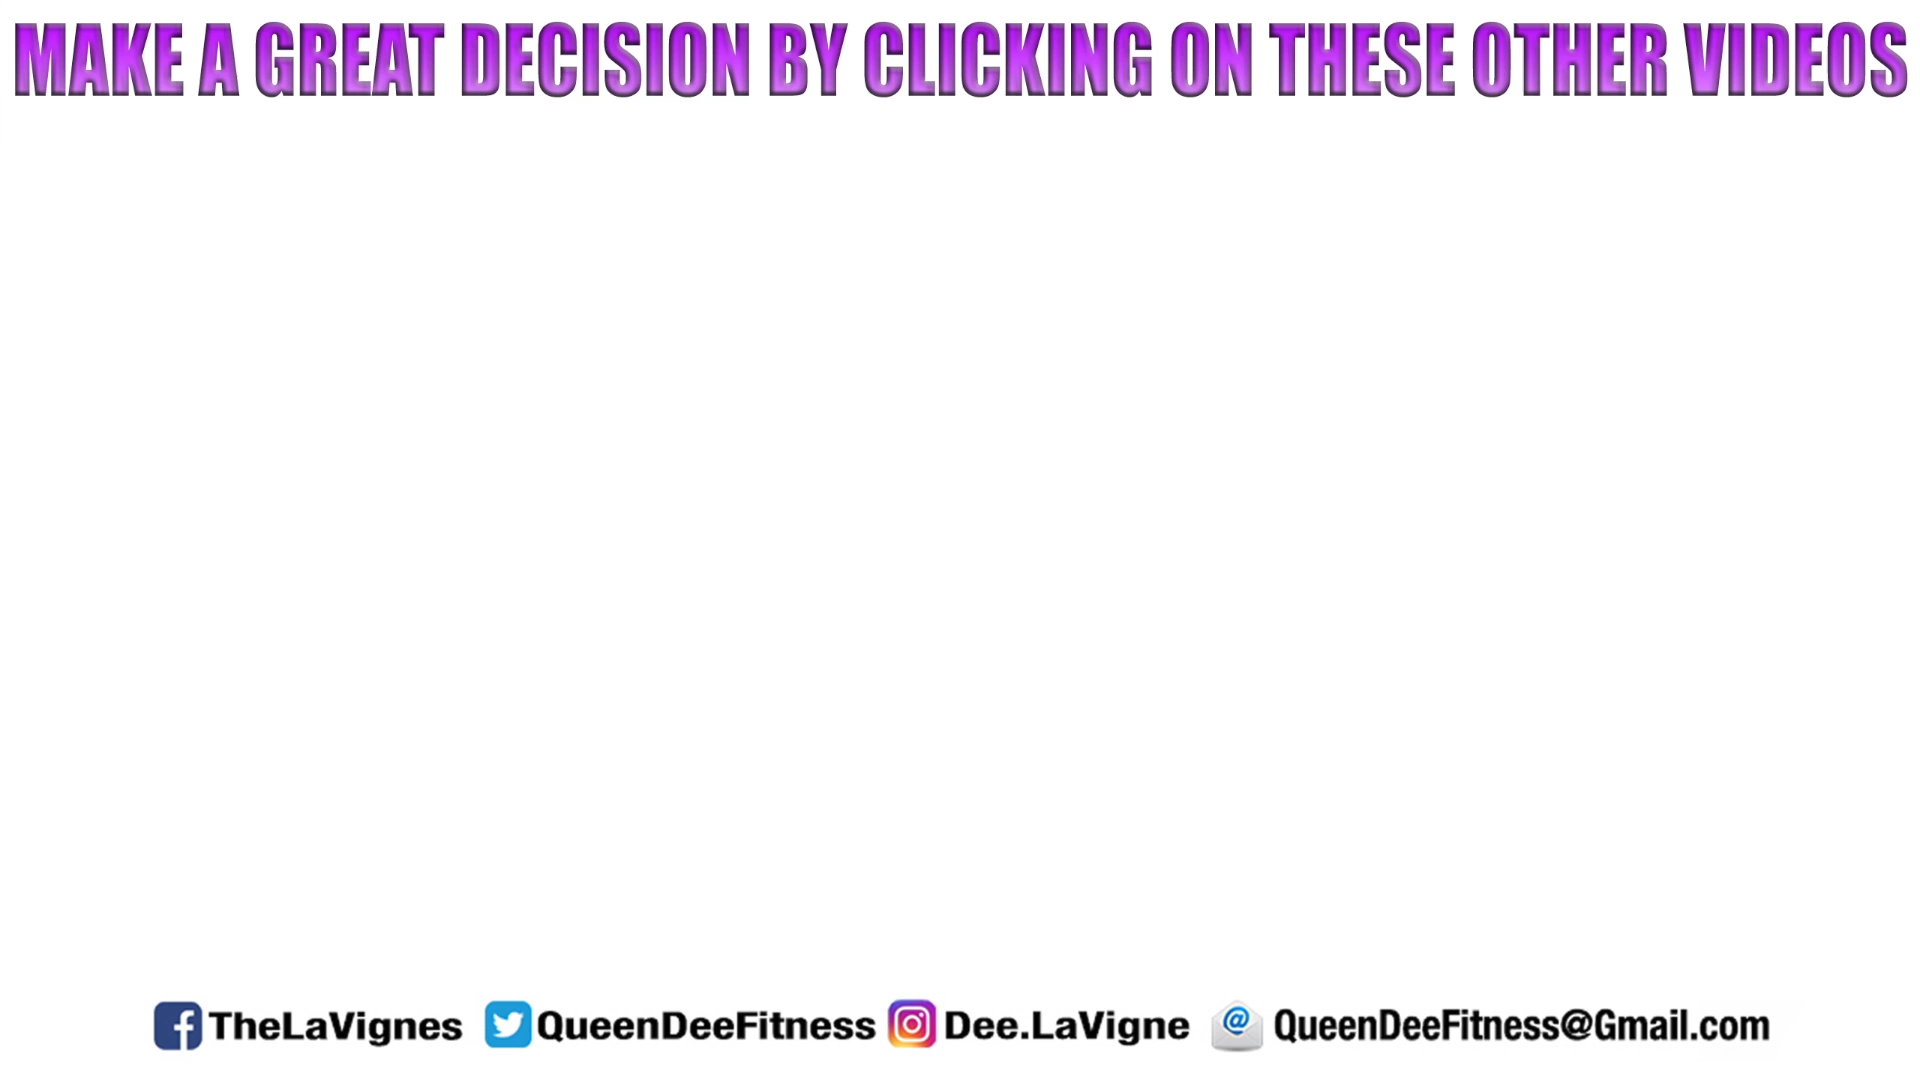 MAKE A GREAT DECISION BY CLICKING ON THESE OTHER VIDEOS
TheLaVignes QueenDeeFitness Dee.LaVigne @ QueenDeeFitness@Gmail.com